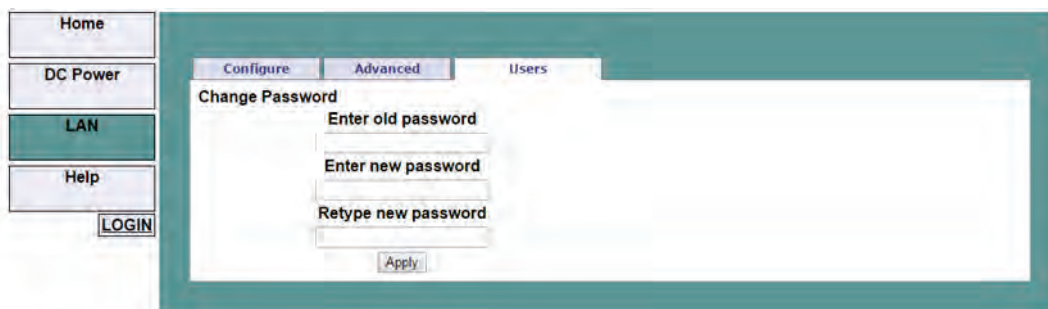 Home
DC Power
LAN
Help
LOGIN
Configure Advanced Users
Change Password
Enter old password
Enter new password
Retype new password
Apply